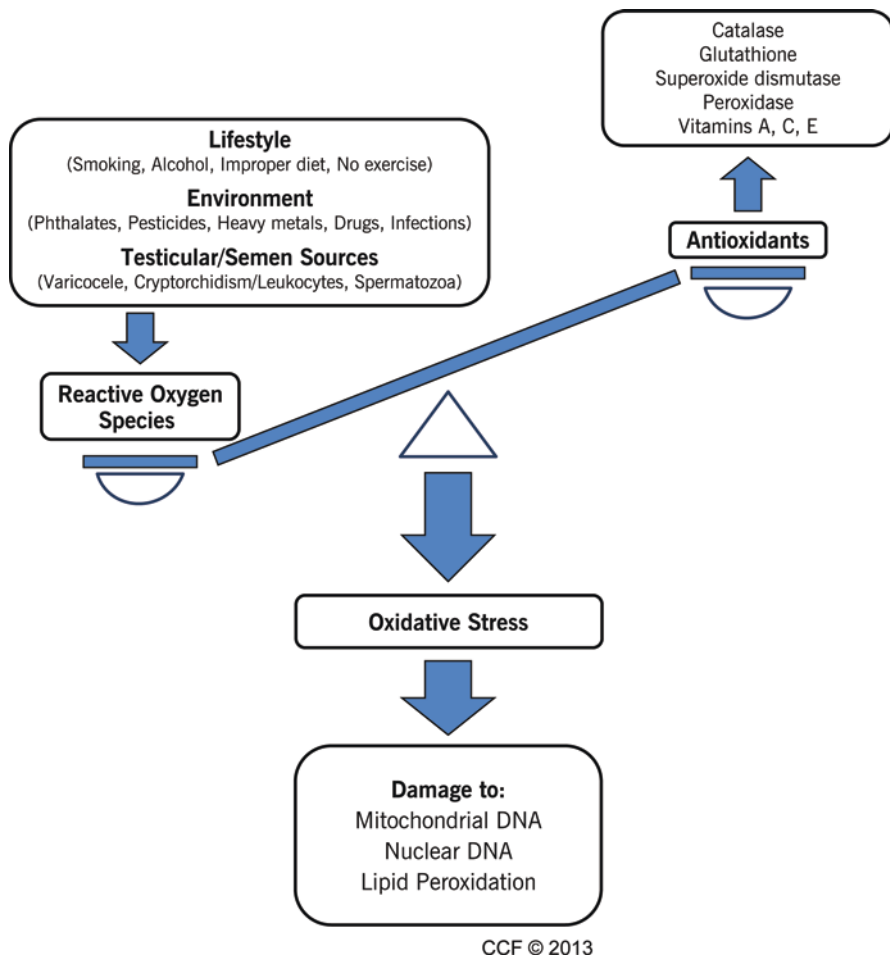 Catalase
Glutathione
Superoxide dismutase
Peroxidase
Vitamins A, C, E
Lifestyle
(Smoking, Alcohol, Improper diet, No exercise)
Environment
(Phthalates, Pesticides, Heavy metals, Drugs, Infections)
Testicular/Semen Sources
(Varicocele, Cryptorchidism/Leukocytes, Spermatozoa)
Antioxidants
Reactive Oxygen
Species
Oxidative Stress
Damage to:
Mitochondrial DNA
Nuclear DNA
Lipid Peroxidation
CCF © 2013